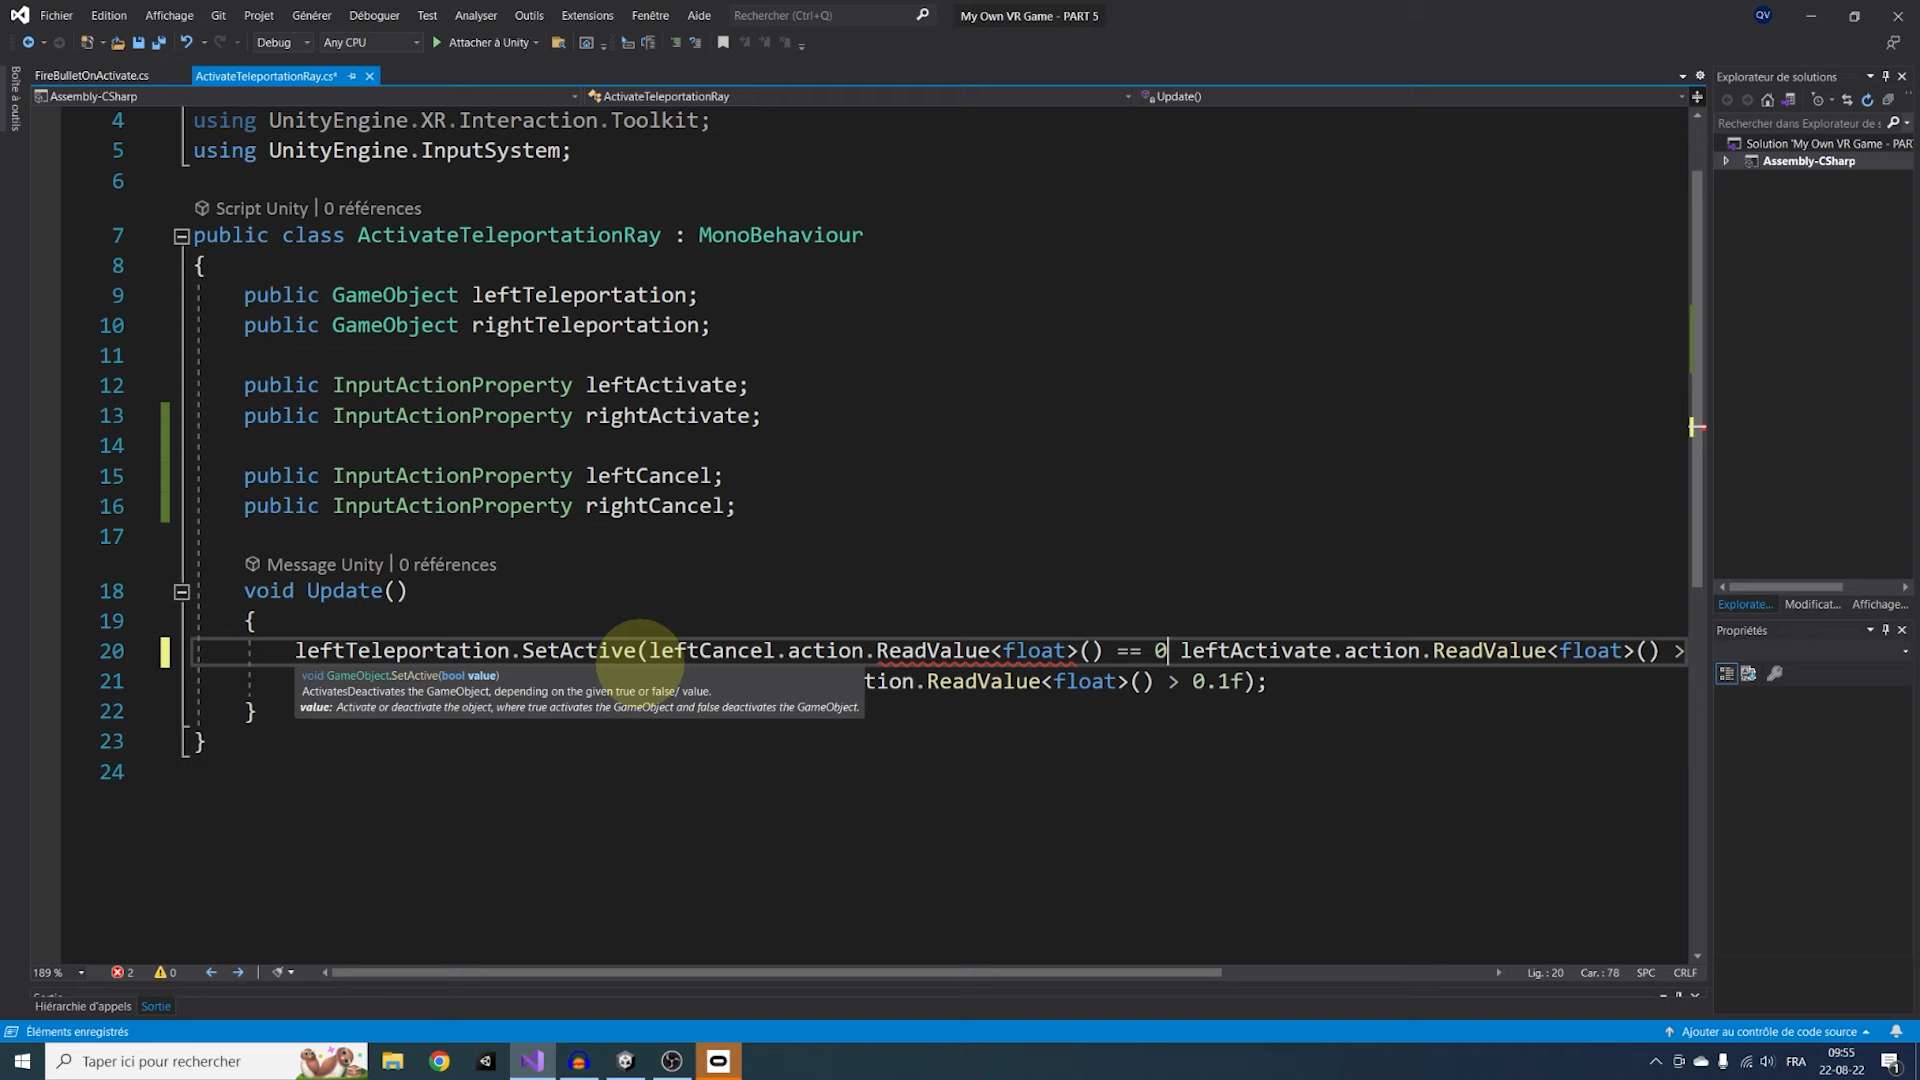 Fichier Edition Affichage Git Projet Générer Déboguer Test Analyser Outils Extensions Fenêtre Aide Rechercher (Ctrl+Q) My Own VR Game - PART 5 QV
Debug Any CPU Attacher à Unity
Boîte à outils
FireBulletOnActivate.cs ActivateTeleportationRay.cs*
Assembly-CSharp ActivateTeleportationRay Update()
4 using UnityEngine.XR.Interaction.Toolkit;
5 using UnityEngine.InputSystem;
6
Script Unity | 0 références
7 public class ActivateTeleportationRay : MonoBehaviour
8 {
9 public GameObject leftTeleportation;
10 public GameObject rightTeleportation;
11
12 public InputActionProperty leftActivate;
13 public InputActionProperty rightActivate;
14
15 public InputActionProperty leftCancel;
16 public InputActionProperty rightCancel;
17
Message Unity | 0 références
18 void Update()
19 {
20 leftTeleportation.SetActive(leftCancel.action.ReadValue<float>() == 0 leftActivate.action.ReadValue<float>() >
21 tion.ReadValue<float>() > 0.1f);
void GameObject.SetActive(bool value)
ActivatesDeactivates the GameObject, depending on the given true or false/ value.
value: Activate or deactivate the object, where true activates the GameObject and false deactivates the GameObject.
22 }
23 }
24
189 % 2 0 Lig.: 20 Car.: 78 SPC CRLF
Sortie
Hiérarchie d'appels Sortie
Explorateur de solutions
Rechercher dans Explorateur de s
Solution 'My Own VR Game - PAR
Assembly-CSharp
Explorate... Modificat... Affichage...
Propriétés
Éléments enregistrés Ajouter au contrôle de code source
Taper ici pour rechercher FRA 09:55
22-08-22 1